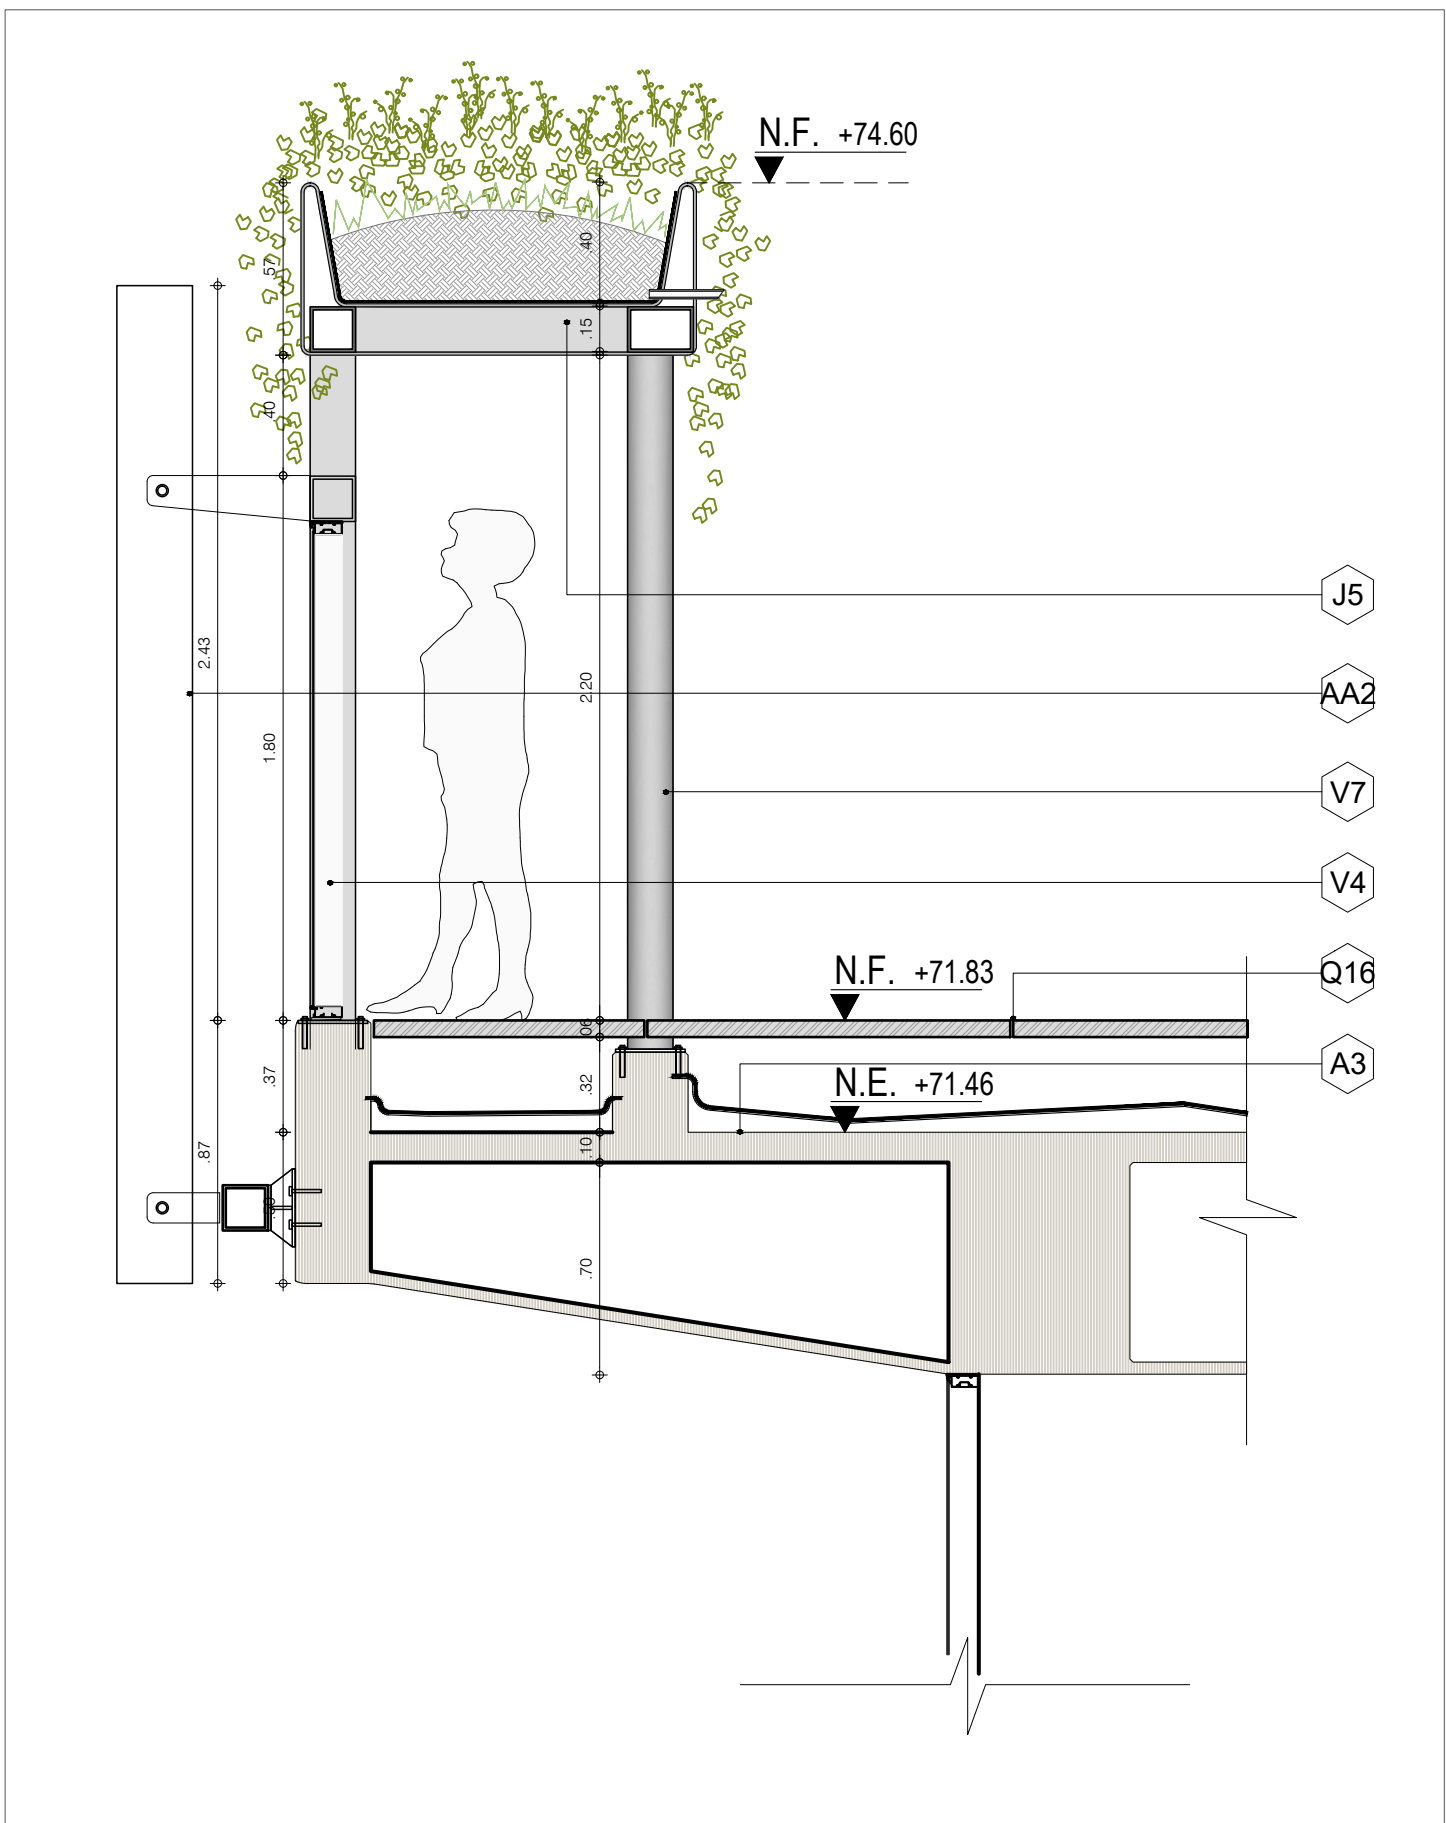 N.F. +74.60
.40
.57
.15
.40
J5
2.43
2.20
AA2
1.80
V7
V4
N.F. +71.83
Q16
.06
A3
.37
.32
N.E. +71.46
.87
.10
.70